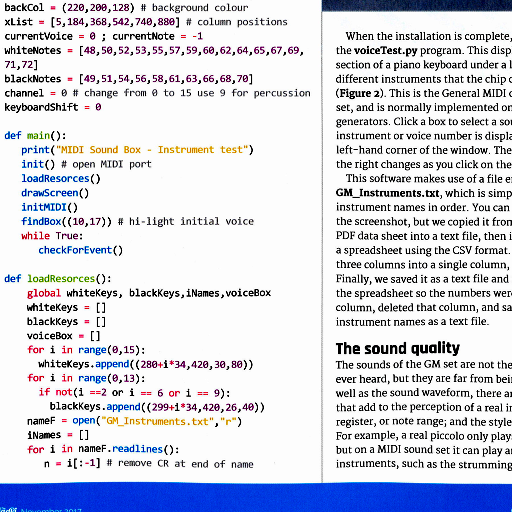 backCol = (220,200,128) # background colour
xList = [5,184,368,542,740,880] # column positions
currentVoice = 0 ; currentNote = -1
whiteNotes = [48,50,52,53,55,57,59,60,62,64,65,67,69,
71,72]
blackNotes = [49,51,54,56,58,61,63,66,68,70]
channel = 0 # change from 0 to 15 use 9 for percussion
keyboardShift = 0
def main():
print("MIDI Sound Box - Instrument test")
init() # open MIDI port
loadResorces()
drawScreen()
initMIDI()
findBox((10,17)) # hi-light initial voice
while True:
checkForEvent()
def loadResorces():
global whiteKeys, blackKeys,iNames,voiceBox
whiteKeys = []
blackKeys = []
voiceBox = []
for i in range(0,15):
whiteKeys.append((280+i*34,420,30,80))
for i in range(0,13):
if not(i ==2 or i == 6 or i == 9):
blackKeys.append((299+i*34,420,26,40))
nameF = open("GM_Instruments.txt","r")
iNames = []
for i in nameF.readlines():
n = i[:-1] # remove CR at end of name
When the installation is complete,
the voiceTest.py program. This disp
section of a piano keyboard under a l
different instruments that the chip c
(Figure 2). This is the General MIDI
set, and is normally implemented on
generators. Click a box to select a sou
instrument or voice number is displa
left-hand corner of the window. The
the right changes as you click on the
This software makes use of a file e
GM_Instruments.txt, which is simp
instrument names in order. You can
the screenshot, but we copied it from
PDF data sheet into a text file, then i
a spreadsheet using the CSV format.
three columns into a single column,
Finally, we saved it as a text file and
the spreadsheet so the numbers were
column, deleted that column, and sa
instrument names as a text file.
The sound quality
The sounds of the GM set are not the
ever heard, but they are far from bein
well as the sound waveform, there ar
that add to the perception of a real in
register, or note range; and the style
For example, a real piccolo only plays
but on a MIDI sound set it can play an
instruments, such as the strumming
November 2017